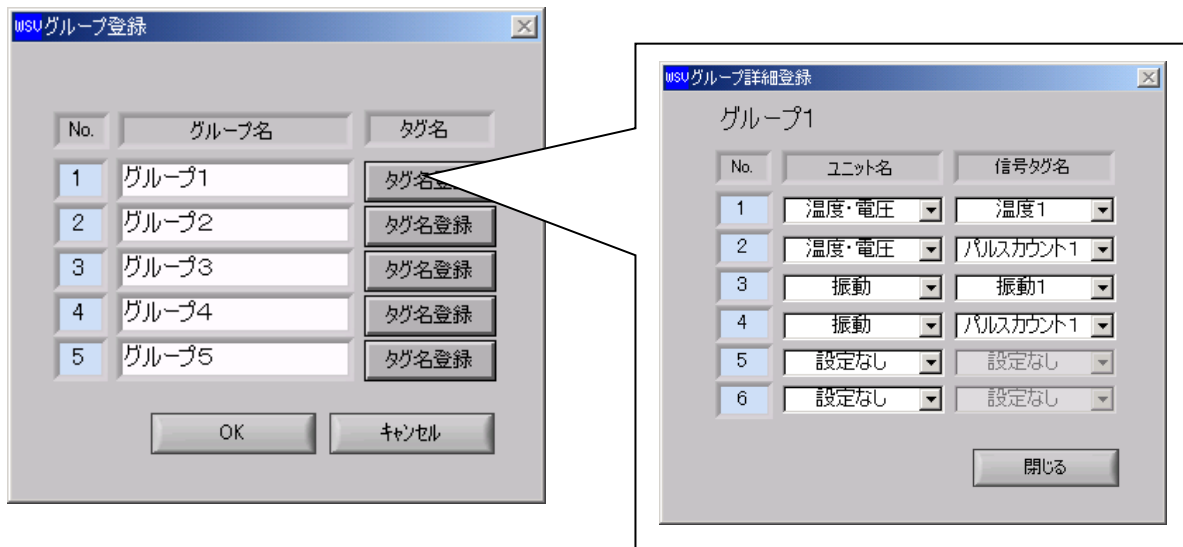 WSVグループ登録
No. グループ名 タグ名
1 グループ1 タグ名登録
2 グループ2 タグ名登録
3 グループ3 タグ名登録
4 グループ4 タグ名登録
5 グループ5 タグ名登録
OK キャンセル
WSVグループ詳細登録
グループ1
No. ユニット名 信号タグ名
1 温度・電圧 温度1
2 温度・電圧 パルスカウント1
3 振動 振動1
4 振動 パルスカウント1
5 設定なし 設定なし
6 設定なし 設定なし
閉じる